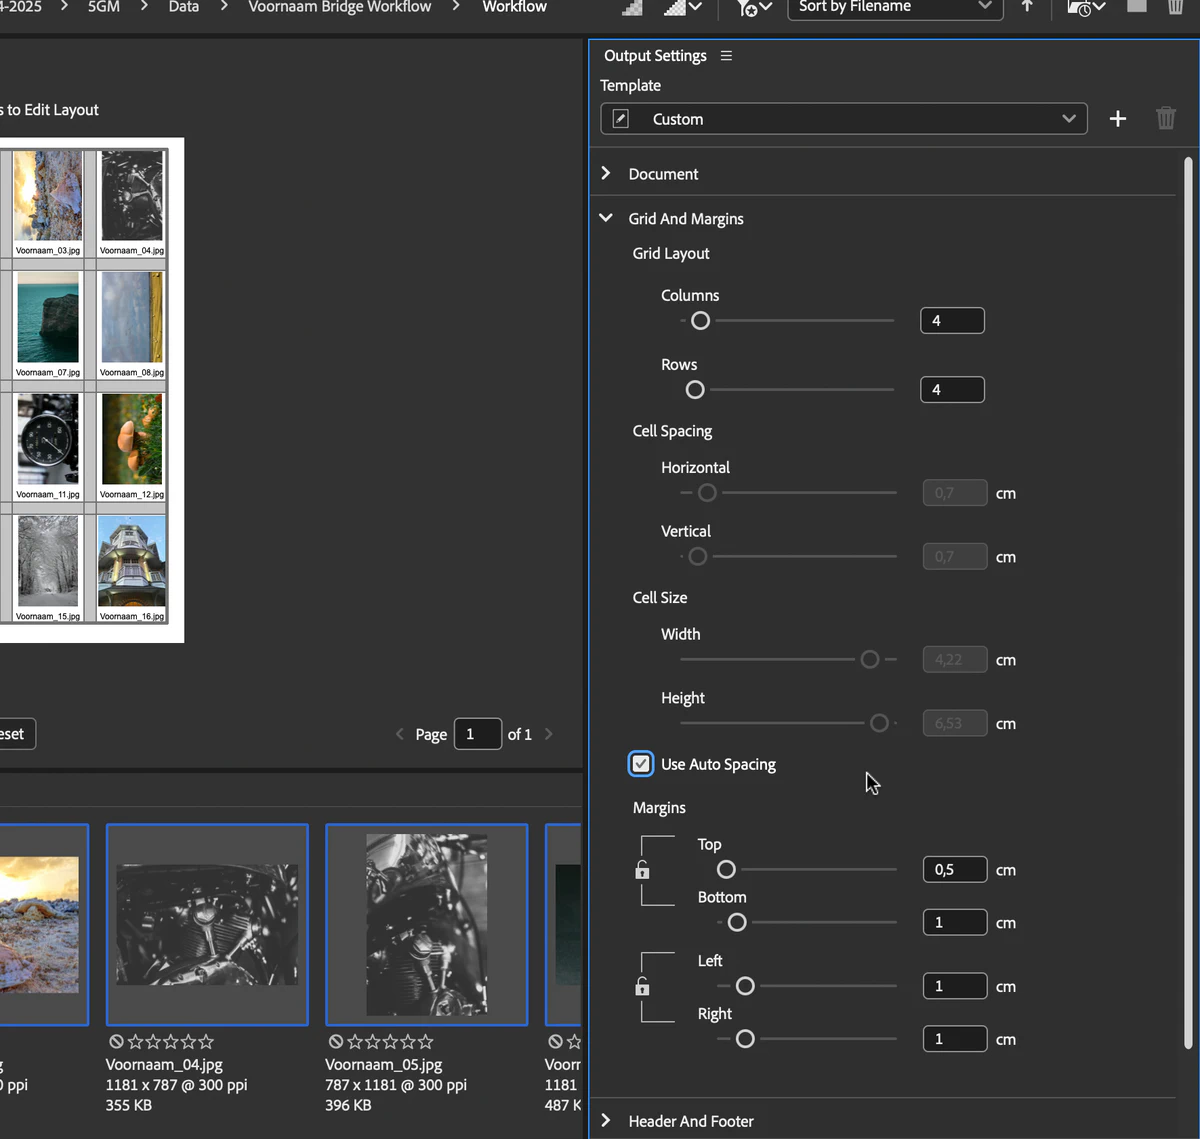 4-2025 > 5GM > Data > Voornaam Bridge Workflow > Workflow
Sort by Filename
s to Edit Layout
Voornaam_03.jpg Voornaam_04.jpg
Voornaam_07.jpg Voornaam_08.jpg
Voornaam_11.jpg Voornaam_12.jpg
Voornaam_15.jpg Voornaam_16.jpg
eset
Page 1 of 1
g
0 ppi
Voornaam_04.jpg
1181 x 787 @ 300 ppi
355 KB
Voornaam_05.jpg
787 x 1181 @ 300 ppi
396 KB
Voorr
1181
487 K
Output Settings
Template
Custom
Document
Grid And Margins
Grid Layout
Columns
4
Rows
4
Cell Spacing
Horizontal
0,7 cm
Vertical
0,7 cm
Cell Size
Width
4,22 cm
Height
6,53 cm
Use Auto Spacing
Margins
Top
0,5 cm
Bottom
1 cm
Left
1 cm
Right
1 cm
Header And Footer